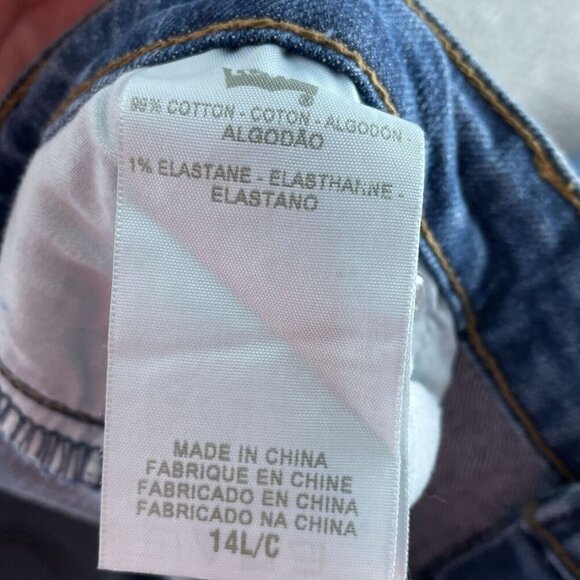 99% COTTON - COTON - ALGODÓN -
ALGODÃO
1% ELASTANE - ELASTHANNE -
ELASTANO
MADE IN CHINA
FABRIQUE EN CHINE
FABRICADO EN CHINA
FABRICADO NA CHINA
14L/C